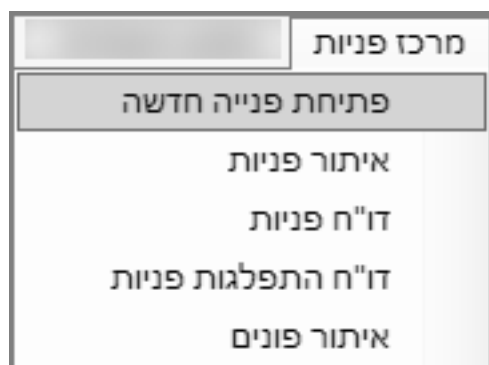 מרכז פניות
פתיחת פנייה חדשה
איתור פניות
דו"ח פניות
דו"ח התפלגות פניות
איתור פונים